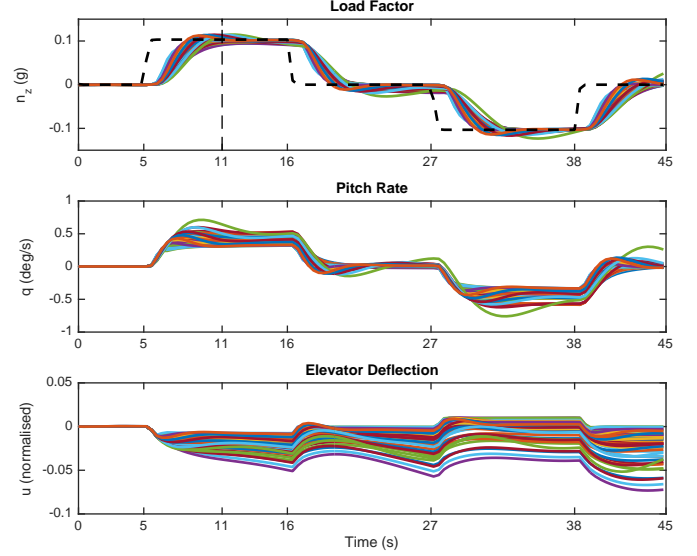 Load Factor
n_z (g)
0.1
0
-0.1
0 5 11 16 27 38 45
Pitch Rate
q (deg/s)
1
0.5
0
-0.5
-1
0 5 11 16 27 38 45
Elevator Deflection
u (normalised)
0.05
0
-0.05
-0.1
0 5 11 16 27 38 45
Time (s)